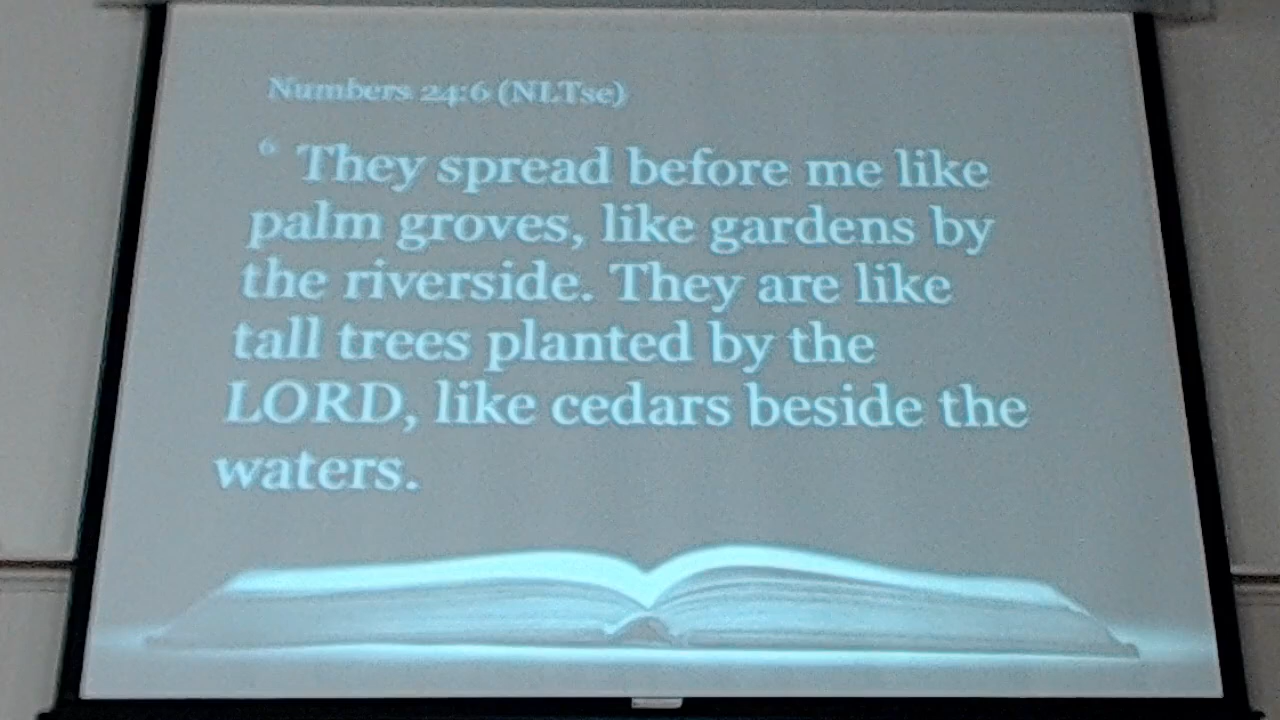 Numbers 24:6 (NLTse)
6 They spread before me like
palm groves, like gardens by
the riverside. They are like
tall trees planted by the
LORD, like cedars beside the
waters.